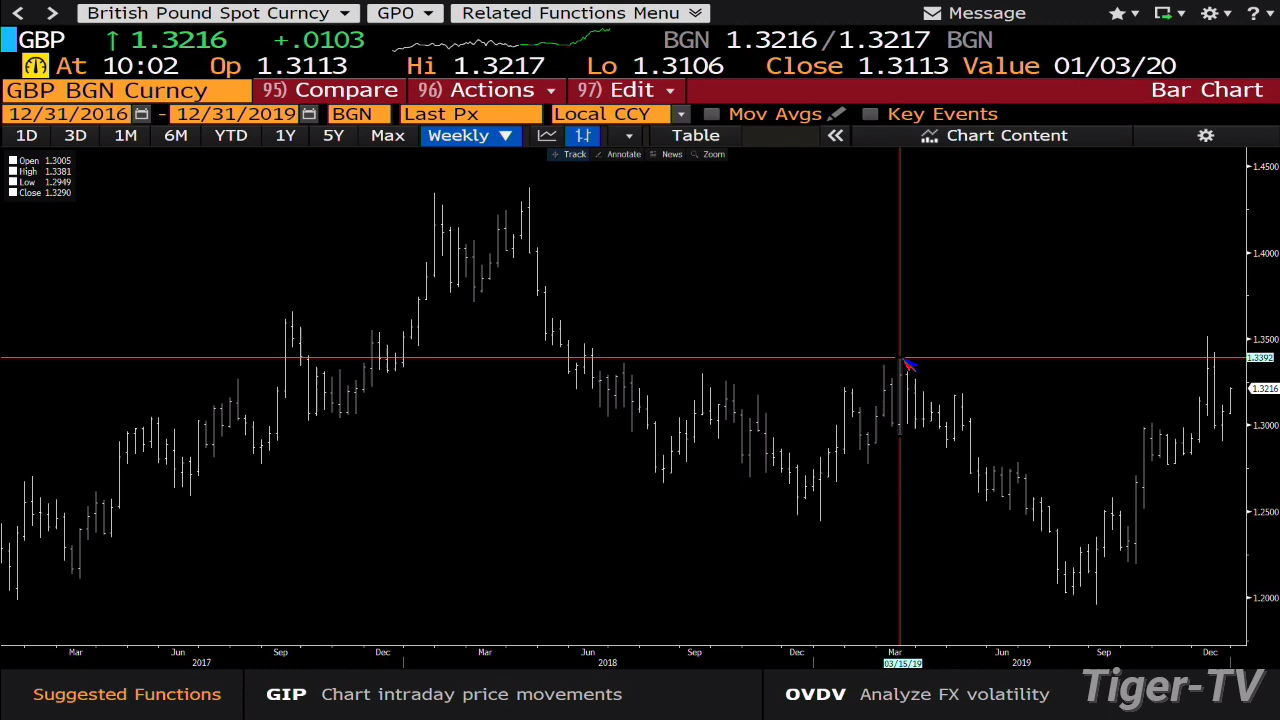 British Pound Spot Curncy GPO Related Functions Menu Message ?
GBP ↑ 1.3216 +.0103 BGN 1.3216/1.3217 BGN
At 10:02 Op 1.3113 Hi 1.3217 Lo 1.3106 Close 1.3113 Value 01/03/20
GBP BGN Curncy 95) Compare 96) Actions 97) Edit Bar Chart
12/31/2016 - 12/31/2019 BGN Last Px Local CCY Mov Avgs Key Events
1D 3D 1M 6M YTD 1Y 5Y Max Weekly ▼ Table « Chart Content
Track Annotate News Zoom
Open 1.3005
High 1.3381
Low 1.2949
Close 1.3290
1.4500
1.4000
1.3500
1.3392
1.3216
1.3000
1.2500
1.2000
Mar Jun Sep Dec Mar Jun Sep Dec Mar Jun Sep Dec
2017 2018 03/15/19 2019
Suggested Functions GIP Chart intraday price movements OVDV Analyze FX volatility
Tiger-TV